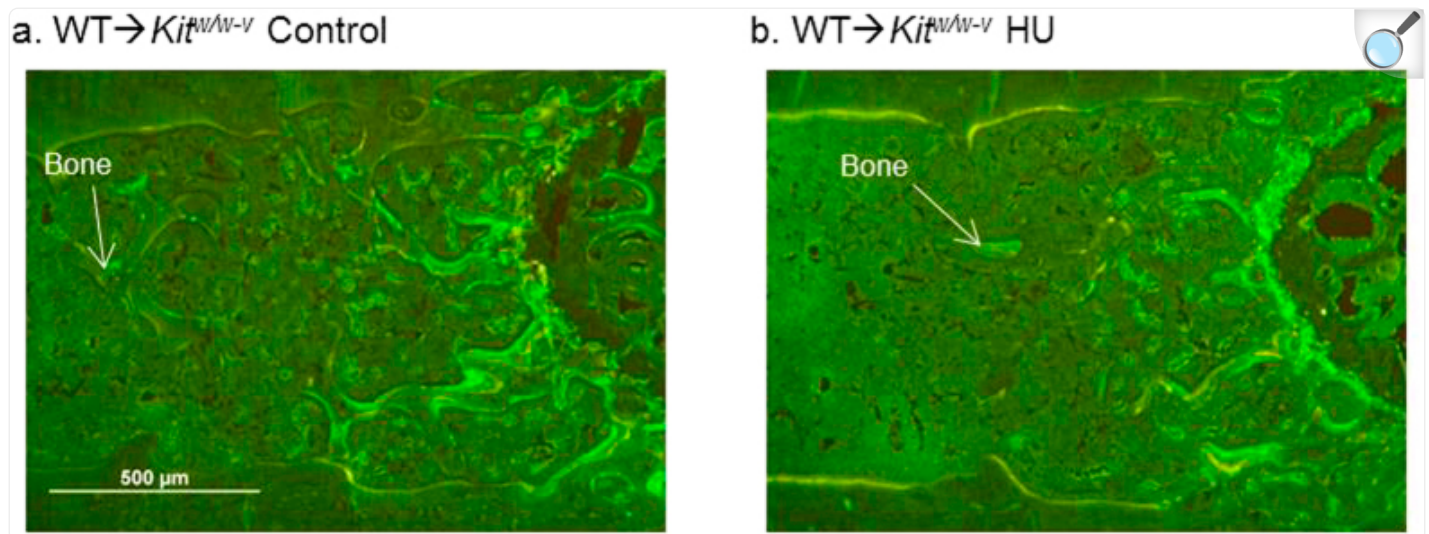 a. WT→Kitw/w-v Control
b. WT→Kitw/w-v HU
Bone
500 µm
Bone